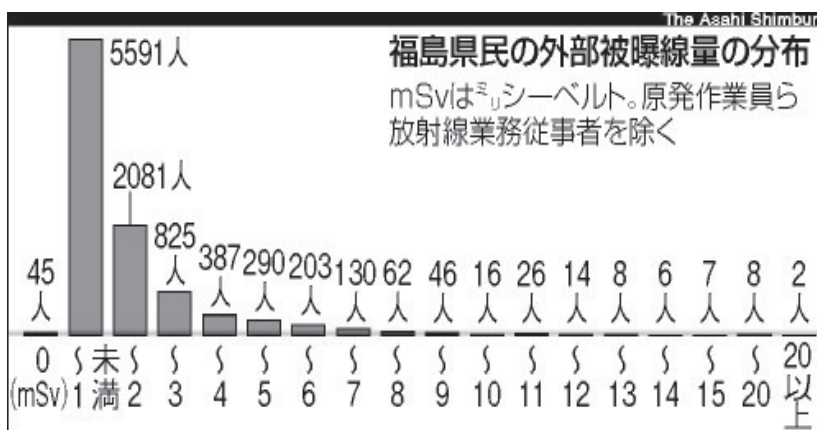 The Asahi Shimbun
福島県民の外部被曝線量の分布
mSvはミリシーベルト。原発作業員ら
放射線業務従事者を除く
5591人
2081人
825人
387人
290人
203人
130人
62人
46人
16人
26人
14人
8人
6人
7人
8人
2人
45人
0 〜1未満 〜2 〜3 〜4 〜5 〜6 〜7 〜8 〜9 〜10 〜11 〜12 〜13 〜14 〜15 〜20 20以上
(mSv)